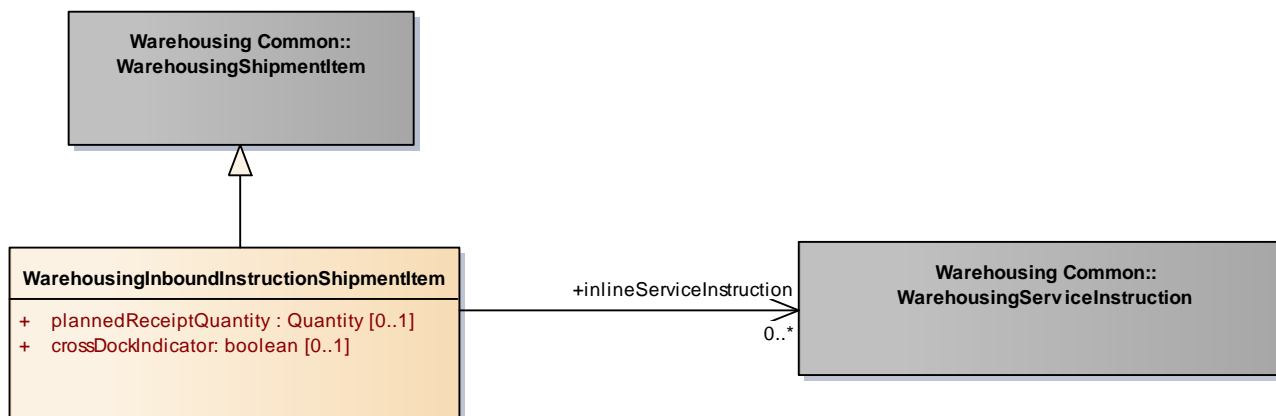 Warehousing Common::
WarehousingShipmentItem
WarehousingInboundInstructionShipmentItem
+ plannedReceiptQuantity : Quantity [0..1]
+ crossDockIndicator: boolean [0..1]
+inlineServiceInstruction
0..*
Warehousing Common::
WarehousingServiceInstruction